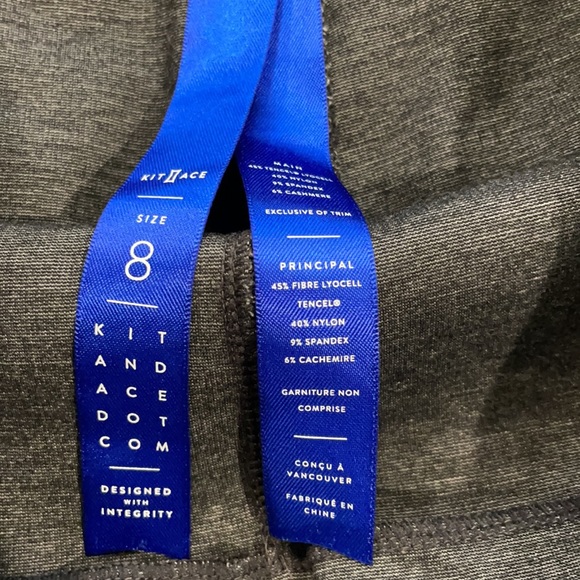 KIT II ACE
SIZE
8
K I T
A N D
A C E
D O T
C O M
DESIGNED
WITH
INTEGRITY
MAIN
45% TENCEL® LYOCELL
40% NYLON
9% SPANDEX
6% CASHMERE
EXCLUSIVE OF TRIM
PRINCIPAL
45% FIBRE LYOCELL
TENCEL®
40% NYLON
9% SPANDEX
6% CACHEMIRE
GARNITURE NON
COMPRISE
CONÇU À
VANCOUVER
FABRIQUÉ EN
CHINE